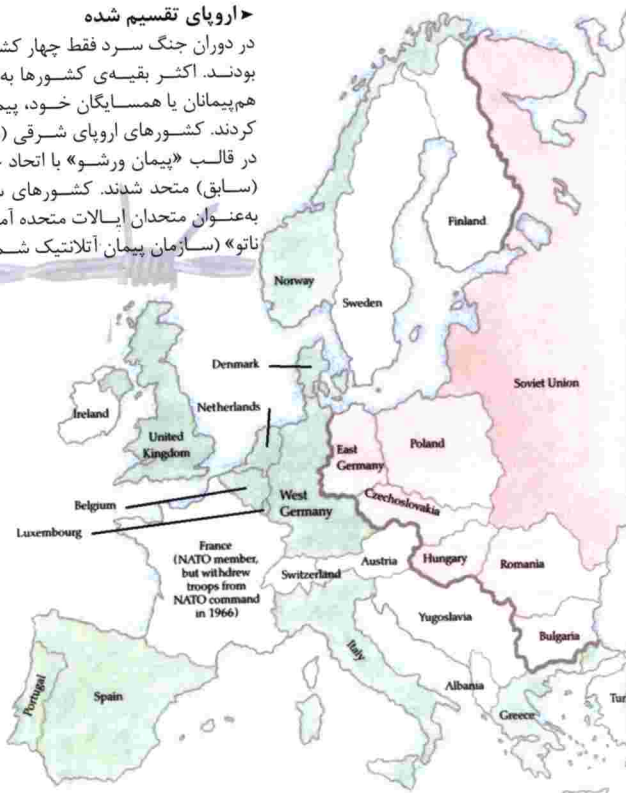 ◄ اروپای تقسیم شده
در دوران جنگ سرد فقط چهار
بودند. اکثر بقیه‌ی کشورها به
هم‌پیمانان یا همسایگان خود،
کردند. کشورهای اروپای شرقی
در قالب «پیمان ورشو» با اتحاد
(سابق) متحد شدند. کشورهای
به‌عنوان متحدان ایالات متحده
ناتو» (سازمان پیمان آتلانتیک
Finland
Norway
Sweden
Denmark
Soviet Union
Netherlands
Ireland
United
Kingdom
East
Germany
Poland
Belgium
West
Germany
Czechoslovakia
Luxembourg
France
(NATO member,
but withdrew
troops from
NATO command
in 1966)
Switzerland
Austria
Hungary
Romania
Yugoslavia
Italy
Bulgaria
Portugal
Spain
Albania
Greece